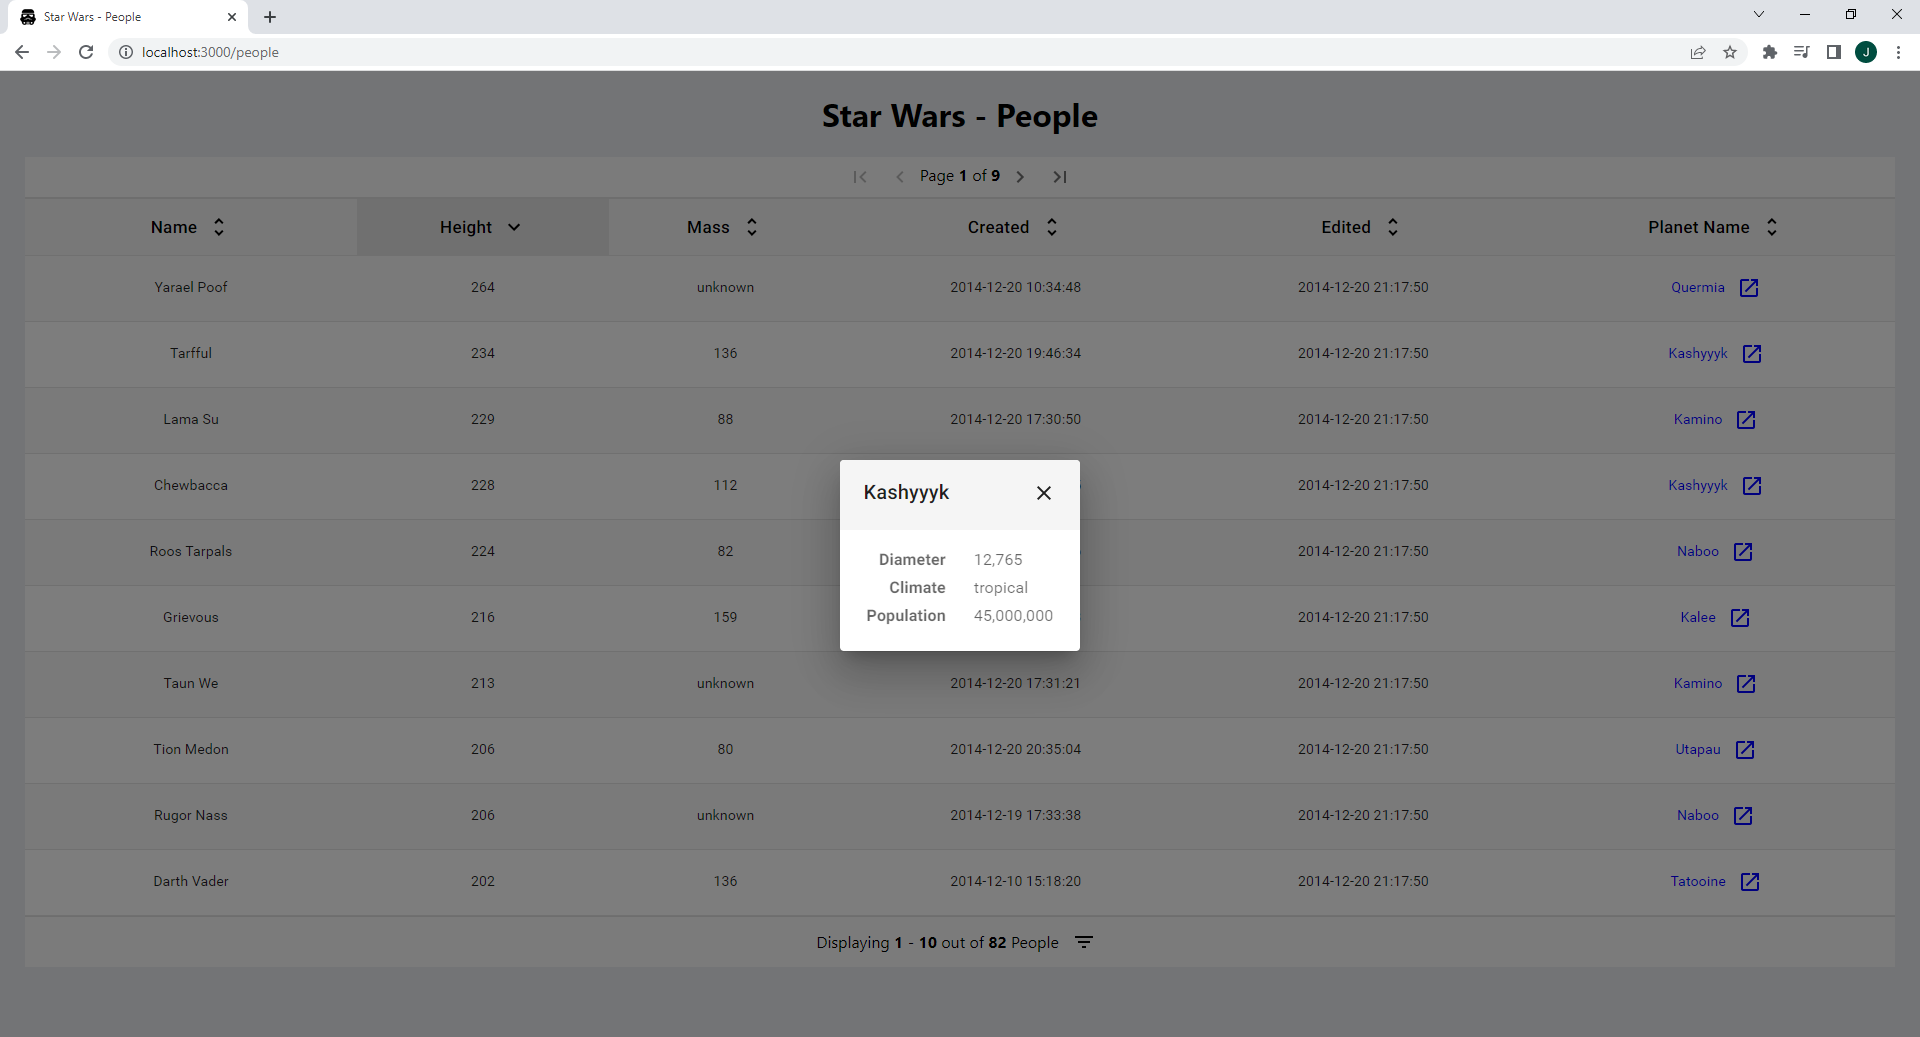 Star Wars - People
localhost:3000/people
J
Star Wars - People
Page 1 of 9
Name Height Mass Created Edited Planet Name
Yarael Poof 264 unknown 2014-12-20 10:34:48 2014-12-20 21:17:50 Quermia
Tarfful 234 136 2014-12-20 19:46:34 2014-12-20 21:17:50 Kashyyyk
Lama Su 229 88 2014-12-20 17:30:50 2014-12-20 21:17:50 Kamino
Chewbacca 228 112 2014-12-20 21:17:50 Kashyyyk
Roos Tarpals 224 82 2014-12-20 21:17:50 Naboo
Grievous 216 159 2014-12-20 21:17:50 Kalee
Taun We 213 unknown 2014-12-20 17:31:21 2014-12-20 21:17:50 Kamino
Tion Medon 206 80 2014-12-20 20:35:04 2014-12-20 21:17:50 Utapau
Rugor Nass 206 unknown 2014-12-19 17:33:38 2014-12-20 21:17:50 Naboo
Darth Vader 202 136 2014-12-10 15:18:20 2014-12-20 21:17:50 Tatooine
Displaying 1 - 10 out of 82 People
Kashyyyk
Diameter 12,765
Climate tropical
Population 45,000,000